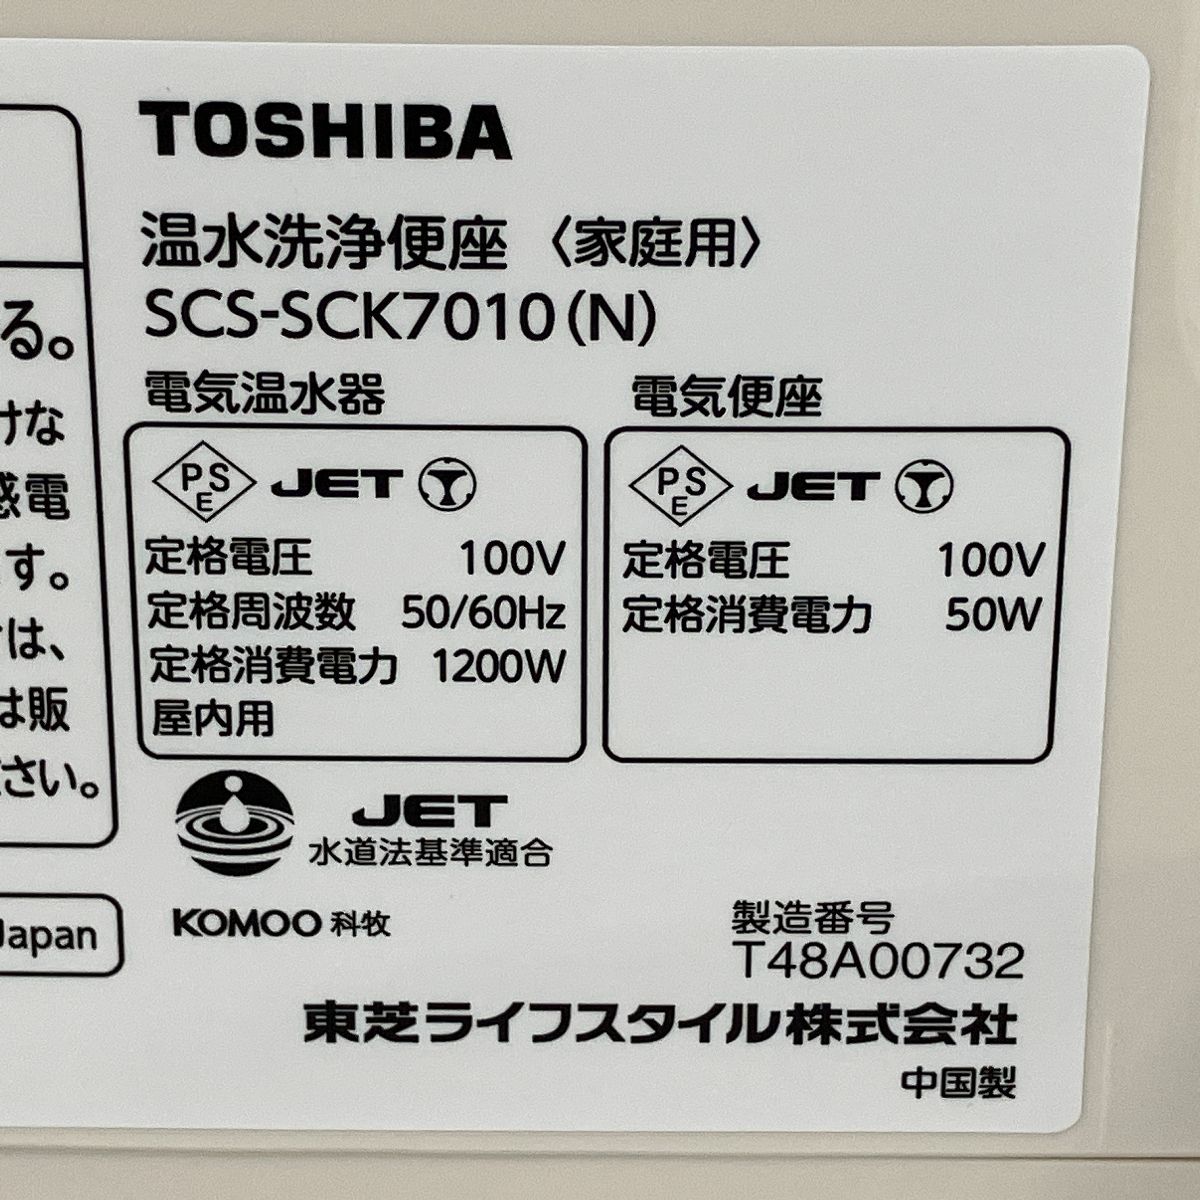 TOSHIBA
温水洗浄便座 〈家庭用〉
SCS-SCK7010(N)
電気温水器
PSE JET
定格電圧 100V
定格周波数 50/60Hz
定格消費電力 1200W
屋内用
電気便座
PSE JET
定格電圧 100V
定格消費電力 50W
JET
水道法基準適合
KOMOO 科牧
製造番号
T48A00732
東芝ライフスタイル株式会社
中国製
る。
けな
感電
す。
は、
は販
さい。
Japan